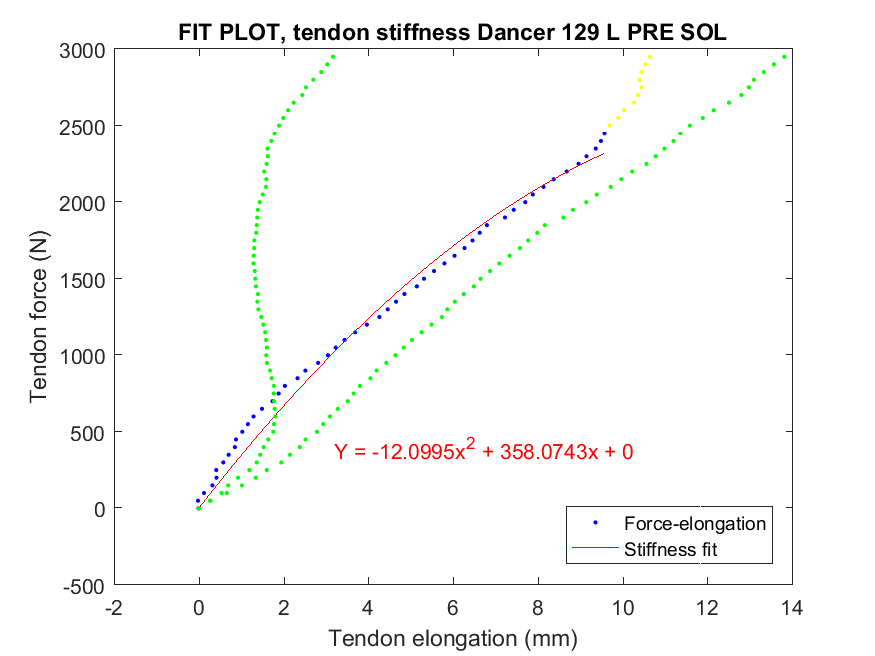 FIT PLOT, tendon stiffness Dancer 129 L PRE SOL
3000
2500
2000
1500
1000
500
0
-500
Tendon force (N)
Y = -12.0995x² + 358.0743x + 0
Force-elongation
Stiffness fit
-2 0 2 4 6 8 10 12 14
Tendon elongation (mm)